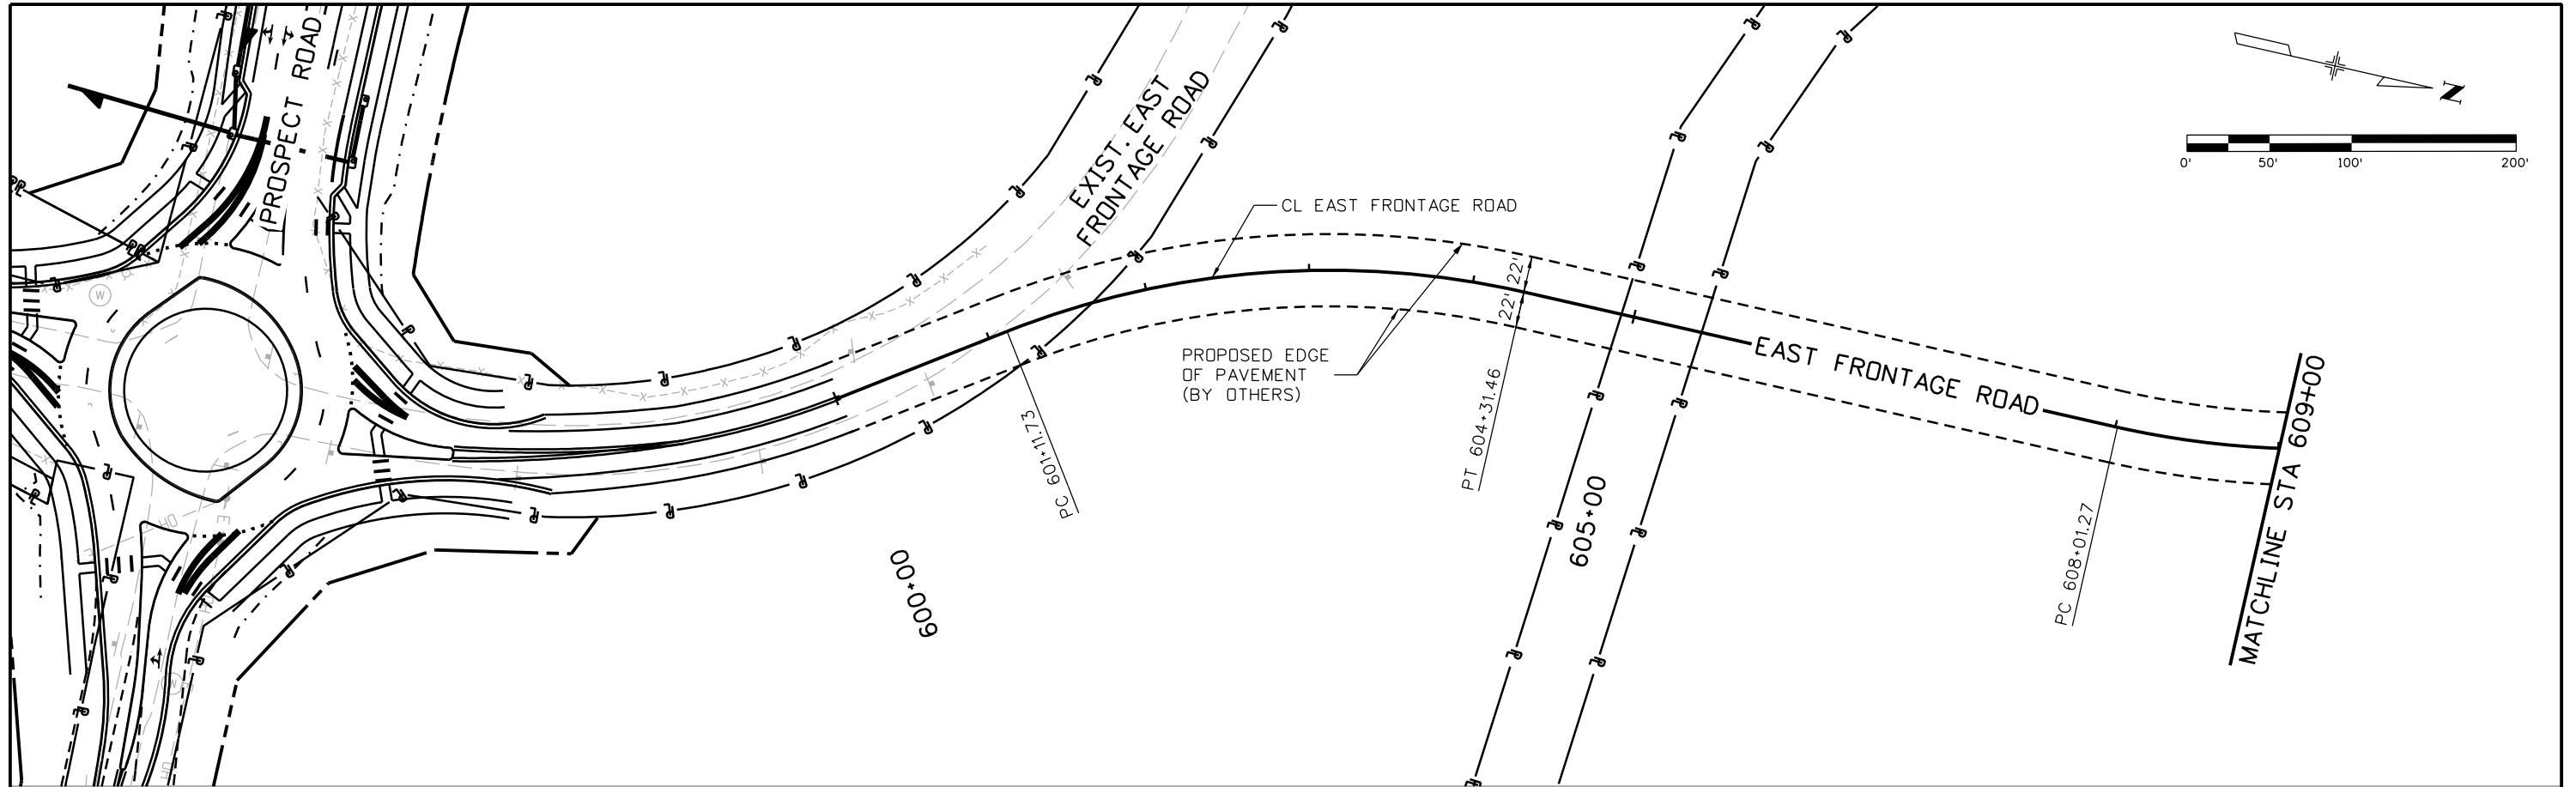 PROSPECT ROAD
EXIST. EAST
FRONTAGE ROAD
CL EAST FRONTAGE ROAD
N
0'
50'
100'
200'
22'
22'
PROPOSED EDGE
OF PAVEMENT
(BY OTHERS)
EAST FRONTAGE ROAD
PC 601+11.73
PT 604+31.46
600+00
605+00
PC 608+01.27
MATCHLINE STA 609+00
W
W
OH
OH